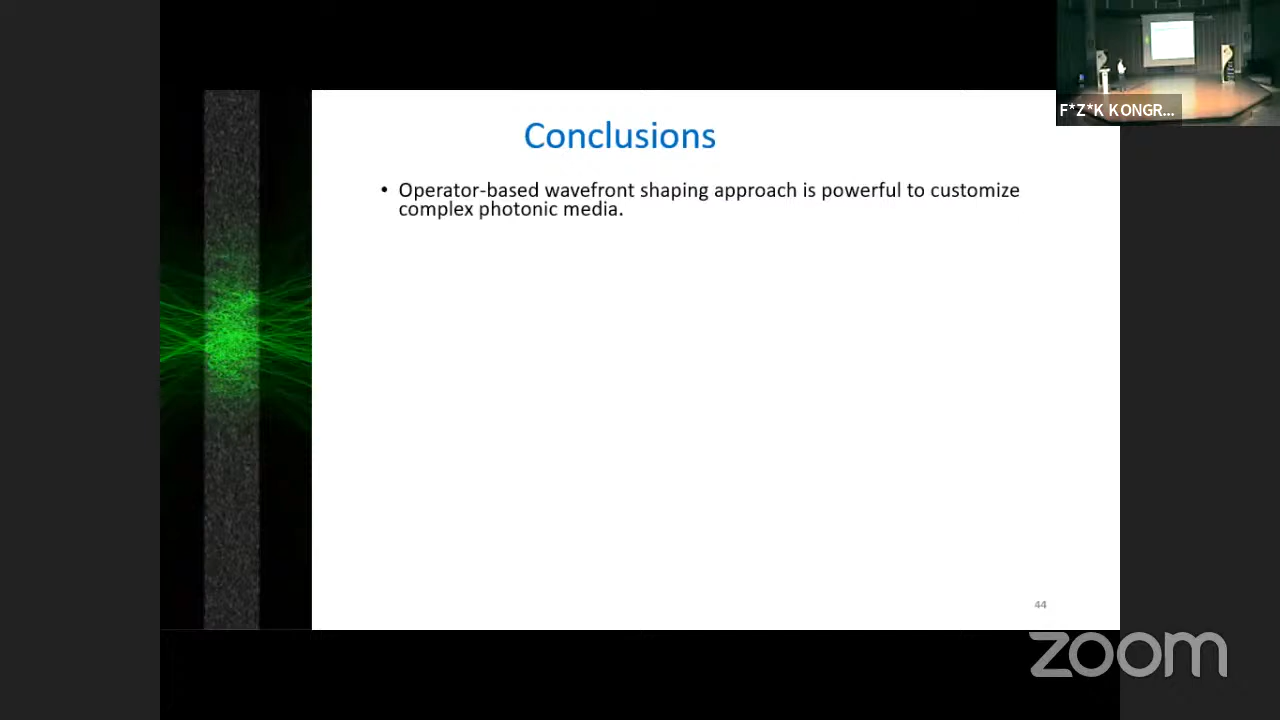 F*Z*K KONGR...
Conclusions
• Operator-based wavefront shaping approach is powerful to customize
complex photonic media.
44
zoom